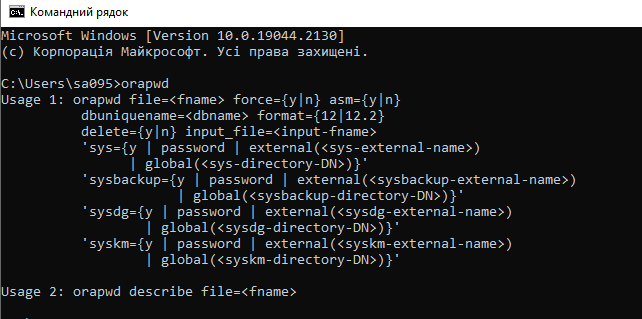 Командний рядок
Microsoft Windows [Version 10.0.19044.2130]
(c) Корпорація Майкрософт. Усі права захищені.
C:\Users\sa095>orapwd
Usage 1: orapwd file=<fname> force={y|n} asm={y|n}
dbuniquename=<dbname> format={12|12.2}
delete={y|n} input_file=<input-fname>
'sys={y | password | external(<sys-external-name>)
| global(<sys-directory-DN>)}'
'sysbackup={y | password | external(<sysbackup-external-name>)
| global(<sysbackup-directory-DN>)}'
'sysdg={y | password | external(<sysdg-external-name>)
| global(<sysdg-directory-DN>)}'
'syskm={y | password | external(<syskm-external-name>)
| global(<syskm-directory-DN>)}'
Usage 2: orapwd describe file=<fname>